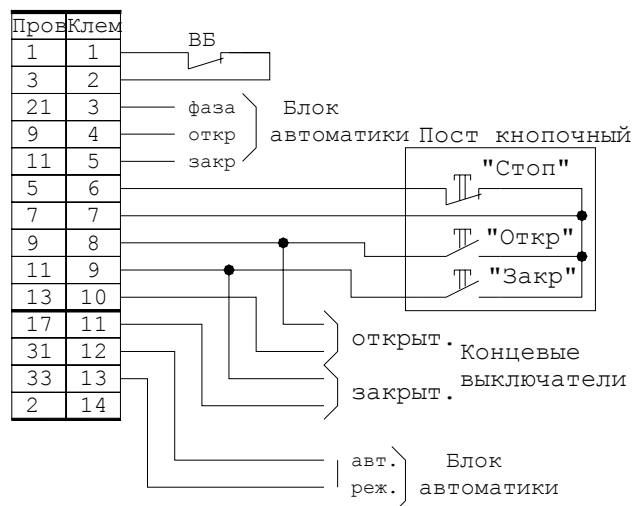 Пров Клем
1 1 ВБ
3 2
21 3 фаза Блок
9 4 откр автоматики Пост кнопочный
11 5 закр
5 6 "Стоп"
7 7
9 8 "Откр"
11 9 "Закр"
13 10
17 11 открыт. Концевые
31 12
33 13 закрыт. выключатели
2 14
авт. Блок
реж. автоматики